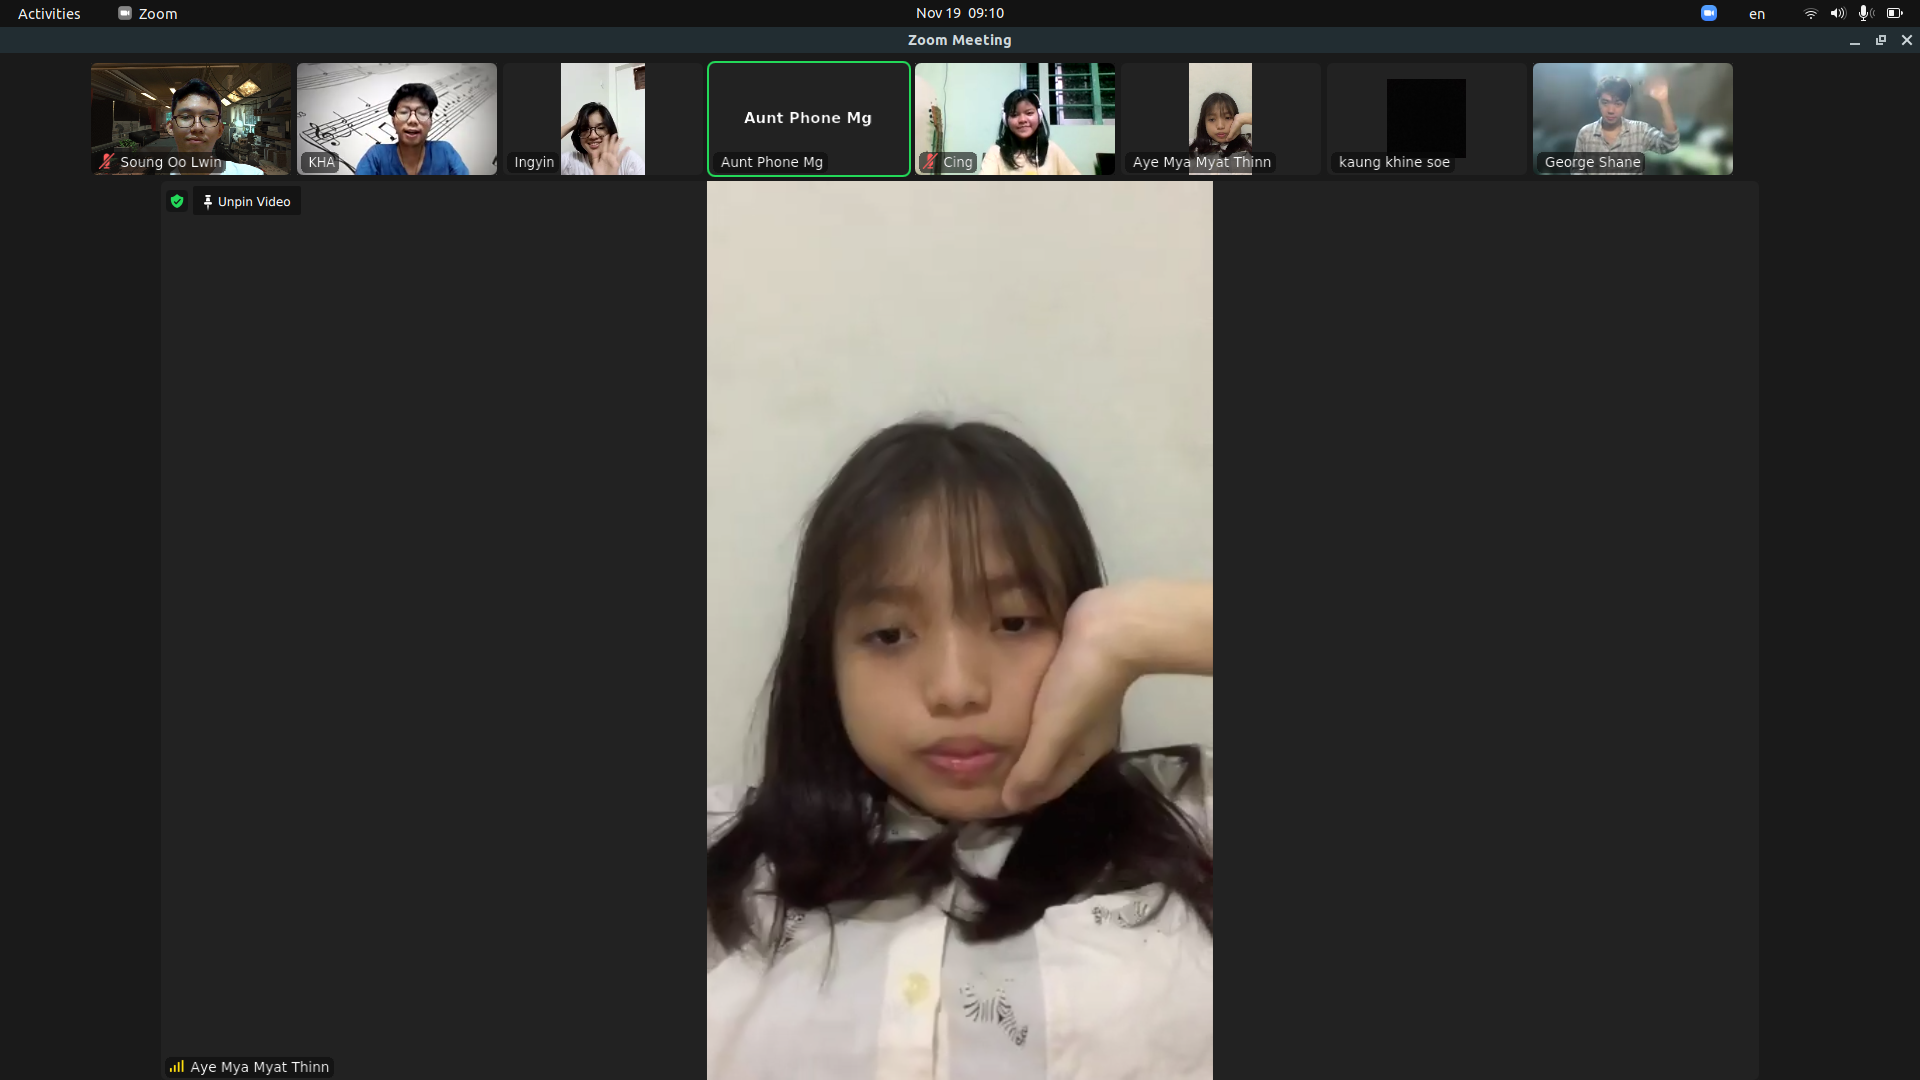 Activities
Zoom
Nov 19 09:10
en
Zoom Meeting
Soung Oo Lwin
KHA
Ingyin
Aunt Phone Mg
Aunt Phone Mg
Cing
Aye Mya Myat Thinn
kaung khine soe
George Shane
Unpin Video
Aye Mya Myat Thinn